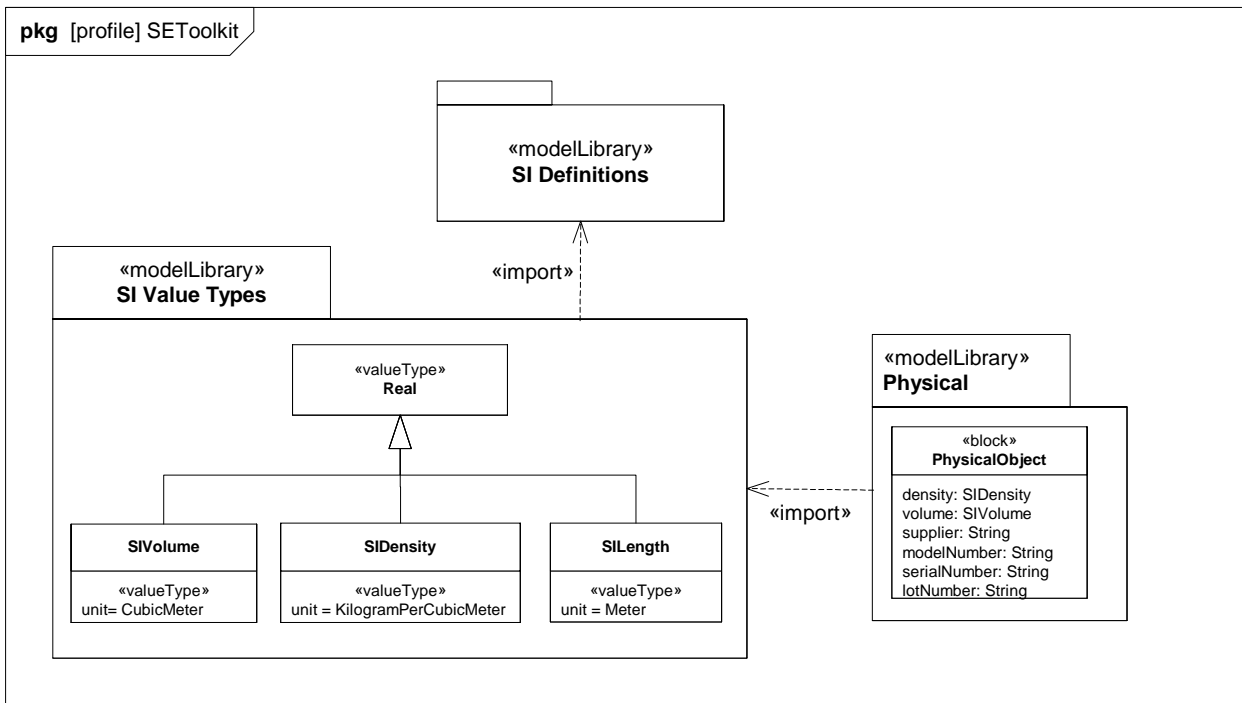 pkg [profile] SEToolkit
«modelLibrary»
SI Definitions
«import»
«modelLibrary»
SI Value Types
«valueType»
Real
SIVolume
«valueType»
unit= CubicMeter
SIDensity
«valueType»
unit = KilogramPerCubicMeter
SILength
«valueType»
unit = Meter
«import»
«modelLibrary»
Physical
«block»
PhysicalObject
density: SIDensity
volume: SIVolume
supplier: String
modelNumber: String
serialNumber: String
lotNumber: String